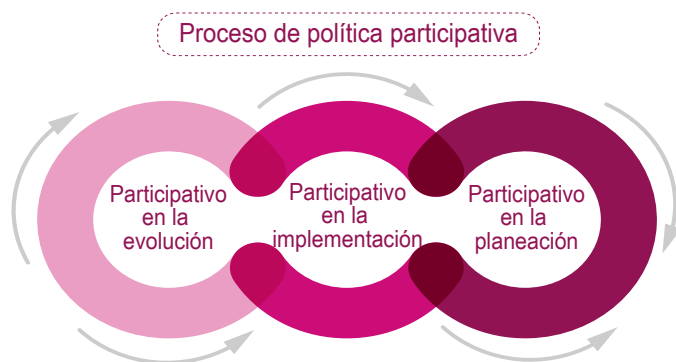 Proceso de política participativa
Participativo
en la
evolución
Participativo
en la
implementación
Participativo
en la
planeación